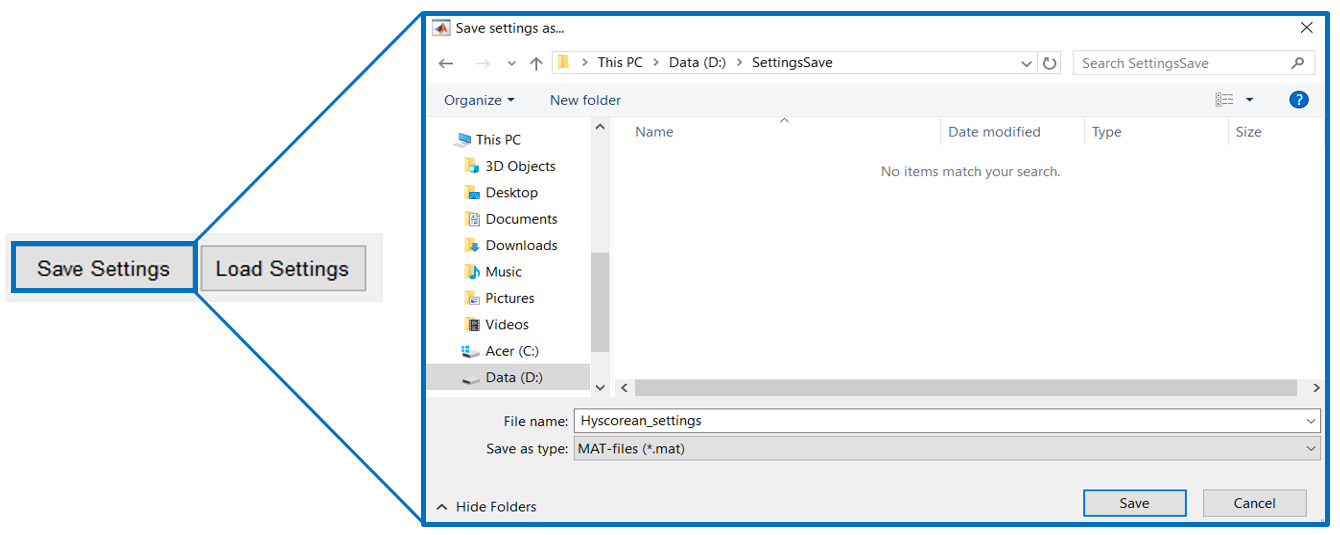 Save settings as...
This PC > Data (D:) > SettingsSave
Search SettingsSave
Organize
New folder
?
Name
Date modified
Type
Size
No items match your search.
This PC
3D Objects
Desktop
Documents
Downloads
Music
Pictures
Videos
Acer (C:)
Data (D:)
Save Settings
Load Settings
File name: Hyscorean_settings
Save as type: MAT-files (*.mat)
Hide Folders
Save
Cancel